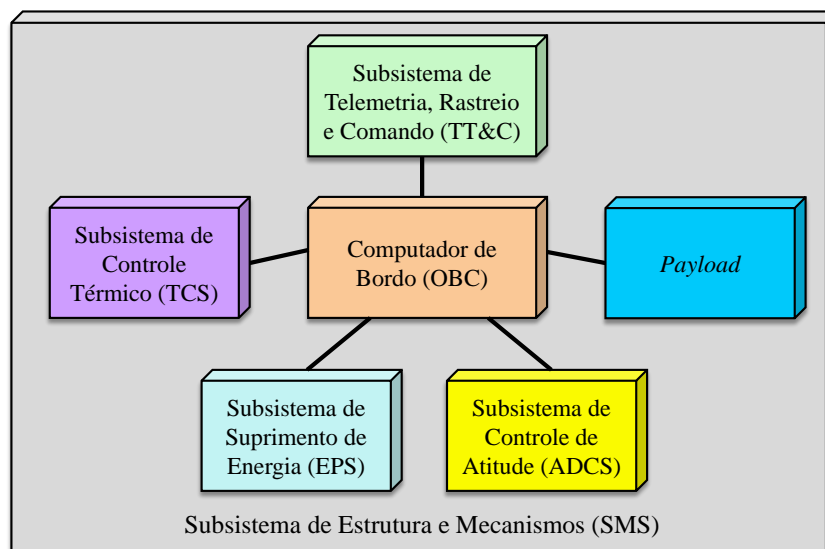 Subsistema de
Telemetria, Rastreio
e Comando (TT&C)
Subsistema de
Controle
Térmico (TCS)
Computador de
Bordo (OBC)
Payload
Subsistema de
Suprimento de
Energia (EPS)
Subsistema de
Controle de
Atitude (ADCS)
Subsistema de Estrutura e Mecanismos (SMS)